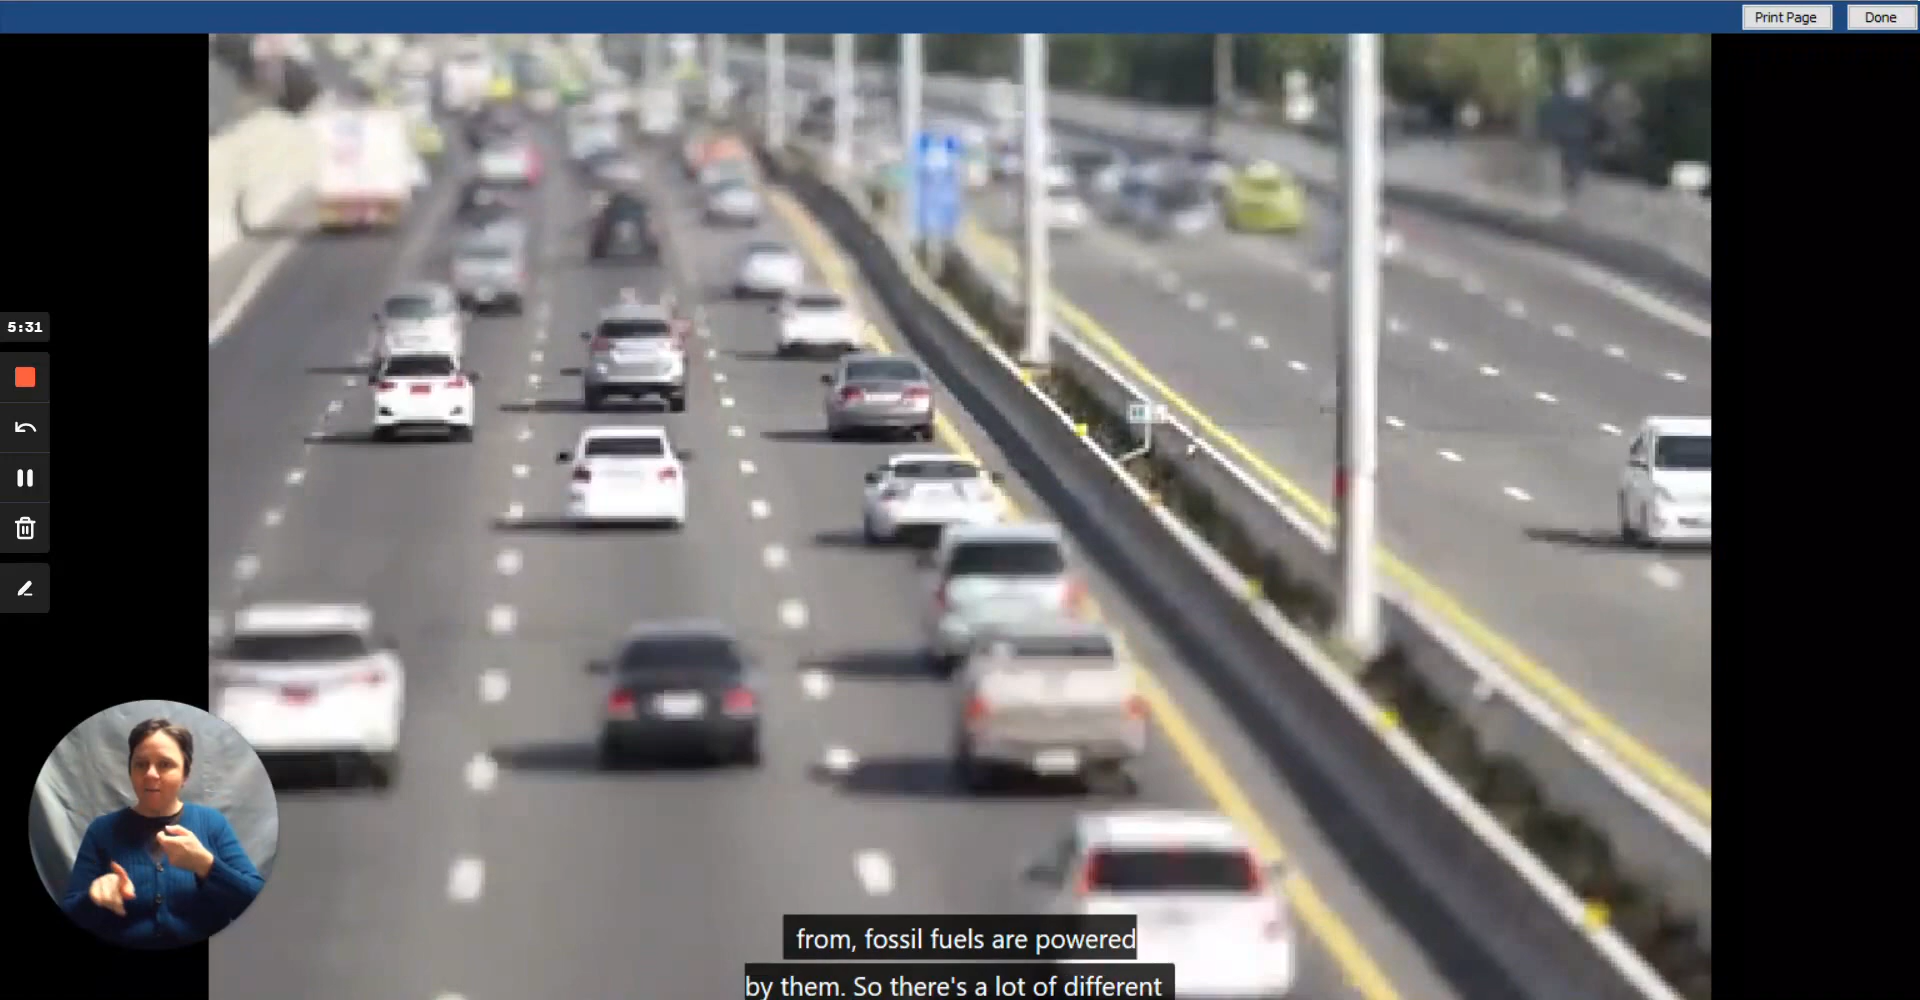 Print Page
Done
5:31
from, fossil fuels are powered
by them. So there's a lot of different